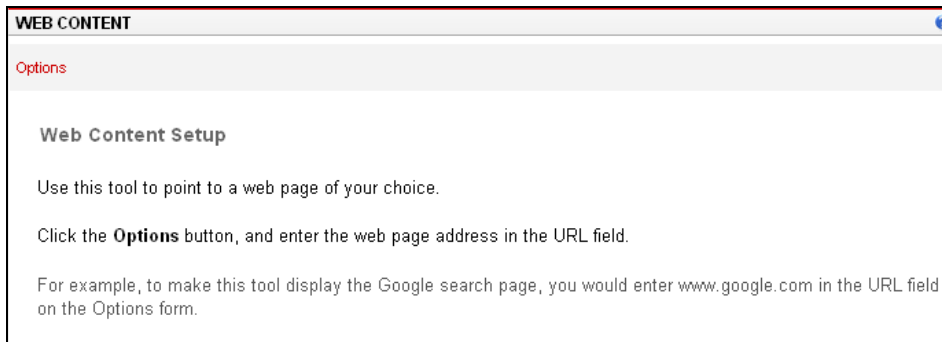 WEB CONTENT
Options
Web Content Setup
Use this tool to point to a web page of your choice.
Click the Options button, and enter the web page address in the URL field.
For example, to make this tool display the Google search page, you would enter www.google.com in the URL field
on the Options form.